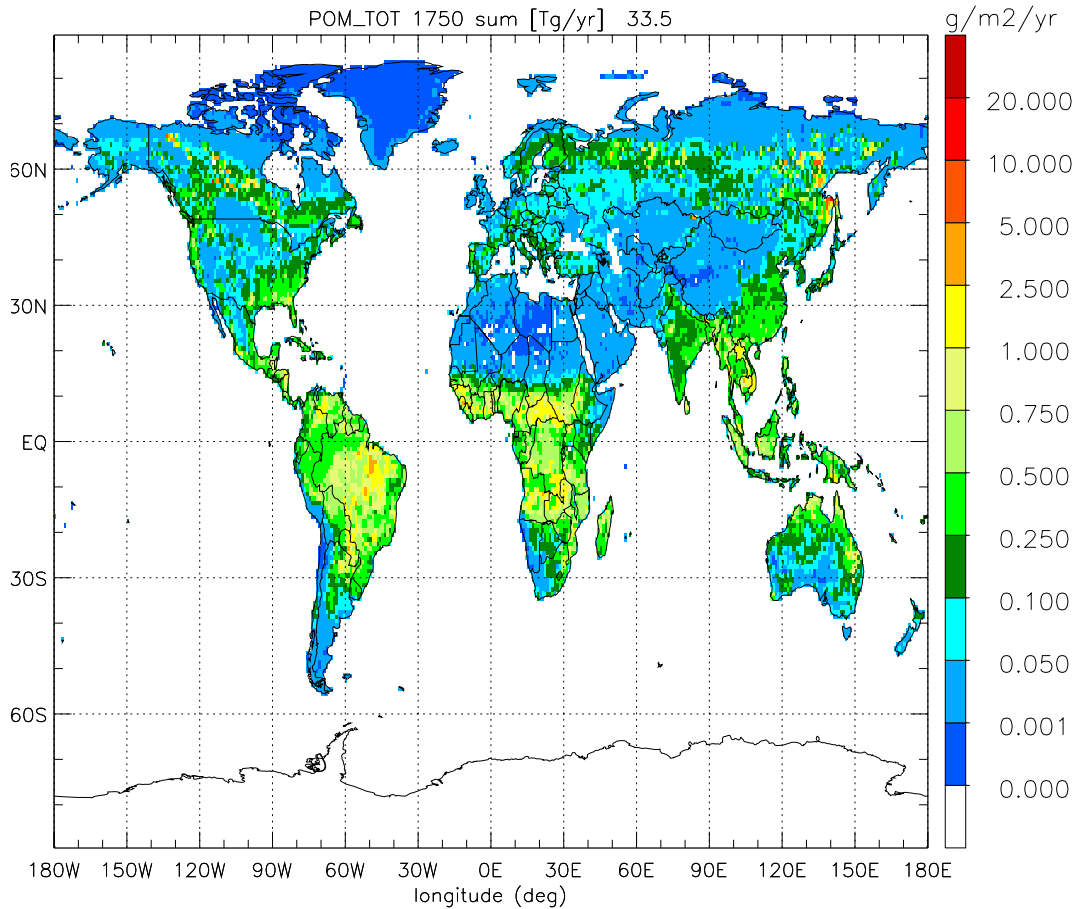 POM_TOT 1750 sum [Tg/yr] 33.5
g/m2/yr
20.000
10.000
5.000
2.500
1.000
0.750
0.500
0.250
0.100
0.050
0.001
0.000
60N
30N
EQ
30S
60S
180W 150W 120W 90W 60W 30W 0E 30E 60E 90E 120E 150E 180E
longitude (deg)